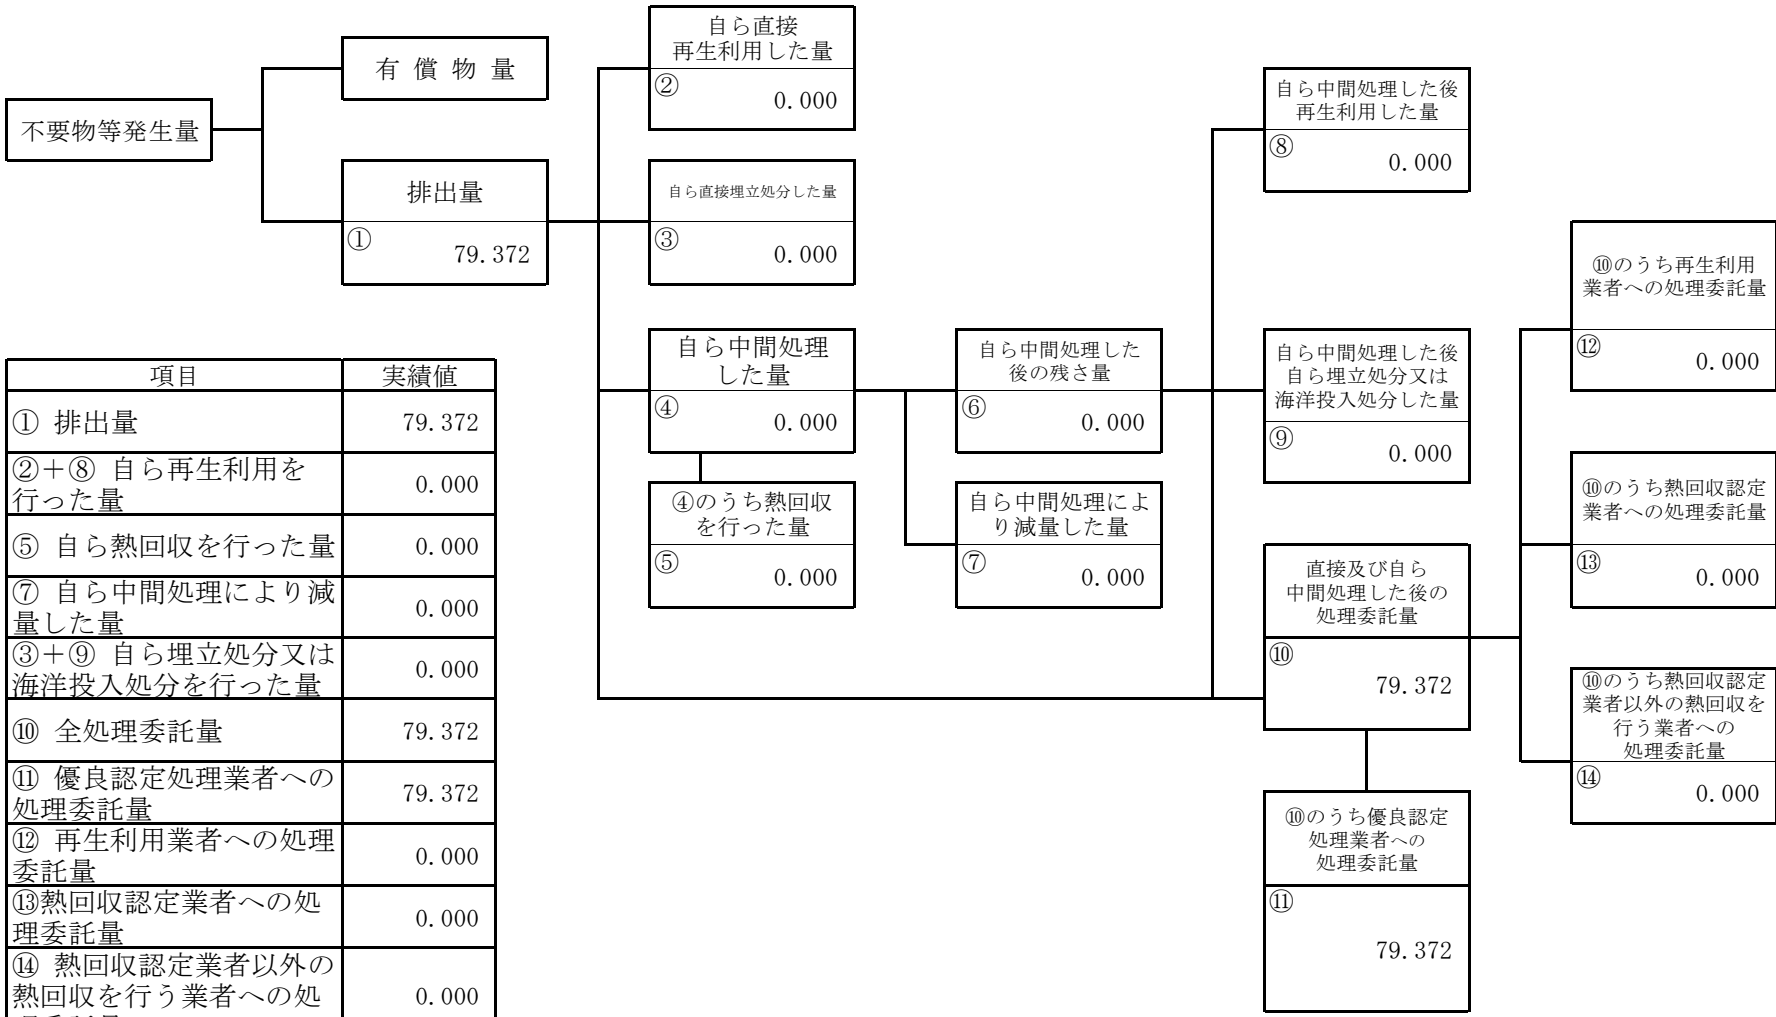 不要物等発生量
有 償 物 量
排出量
① 79.372
自ら直接
再生利用した量
② 0.000
自ら直接埋立処分した量
③ 0.000
自ら中間処理
した量
④ 0.000
④のうち熱回収
を行った量
⑤ 0.000
自ら中間処理した
後の残さ量
⑥ 0.000
自ら中間処理によ
り減量した量
⑦ 0.000
自ら中間処理した後
再生利用した量
⑧ 0.000
自ら中間処理した後
自ら埋立処分又は
海洋投入処分した量
⑨ 0.000
直接及び自ら
中間処理した後の
処理委託量
⑩ 79.372
⑩のうち優良認定
処理業者への
処理委託量
⑪ 79.372
⑩のうち再生利用
業者への処理委託量
⑫ 0.000
⑩のうち熱回収認定
業者への処理委託量
⑬ 0.000
⑩のうち熱回収認定
業者以外の熱回収を
行う業者への
処理委託量
⑭ 0.000
項目 実績値
① 排出量 79.372
②+⑧ 自ら再生利用を
行った量 0.000
⑤ 自ら熱回収を行った量 0.000
⑦ 自ら中間処理により減
量した量 0.000
③+⑨ 自ら埋立処分又は
海洋投入処分を行った量 0.000
⑩ 全処理委託量 79.372
⑪ 優良認定処理業者への
処理委託量 79.372
⑫ 再生利用業者への処理
委託量 0.000
⑬熱回収認定業者への処
理委託量 0.000
⑭ 熱回収認定業者以外の
熱回収を行う業者への処 0.000